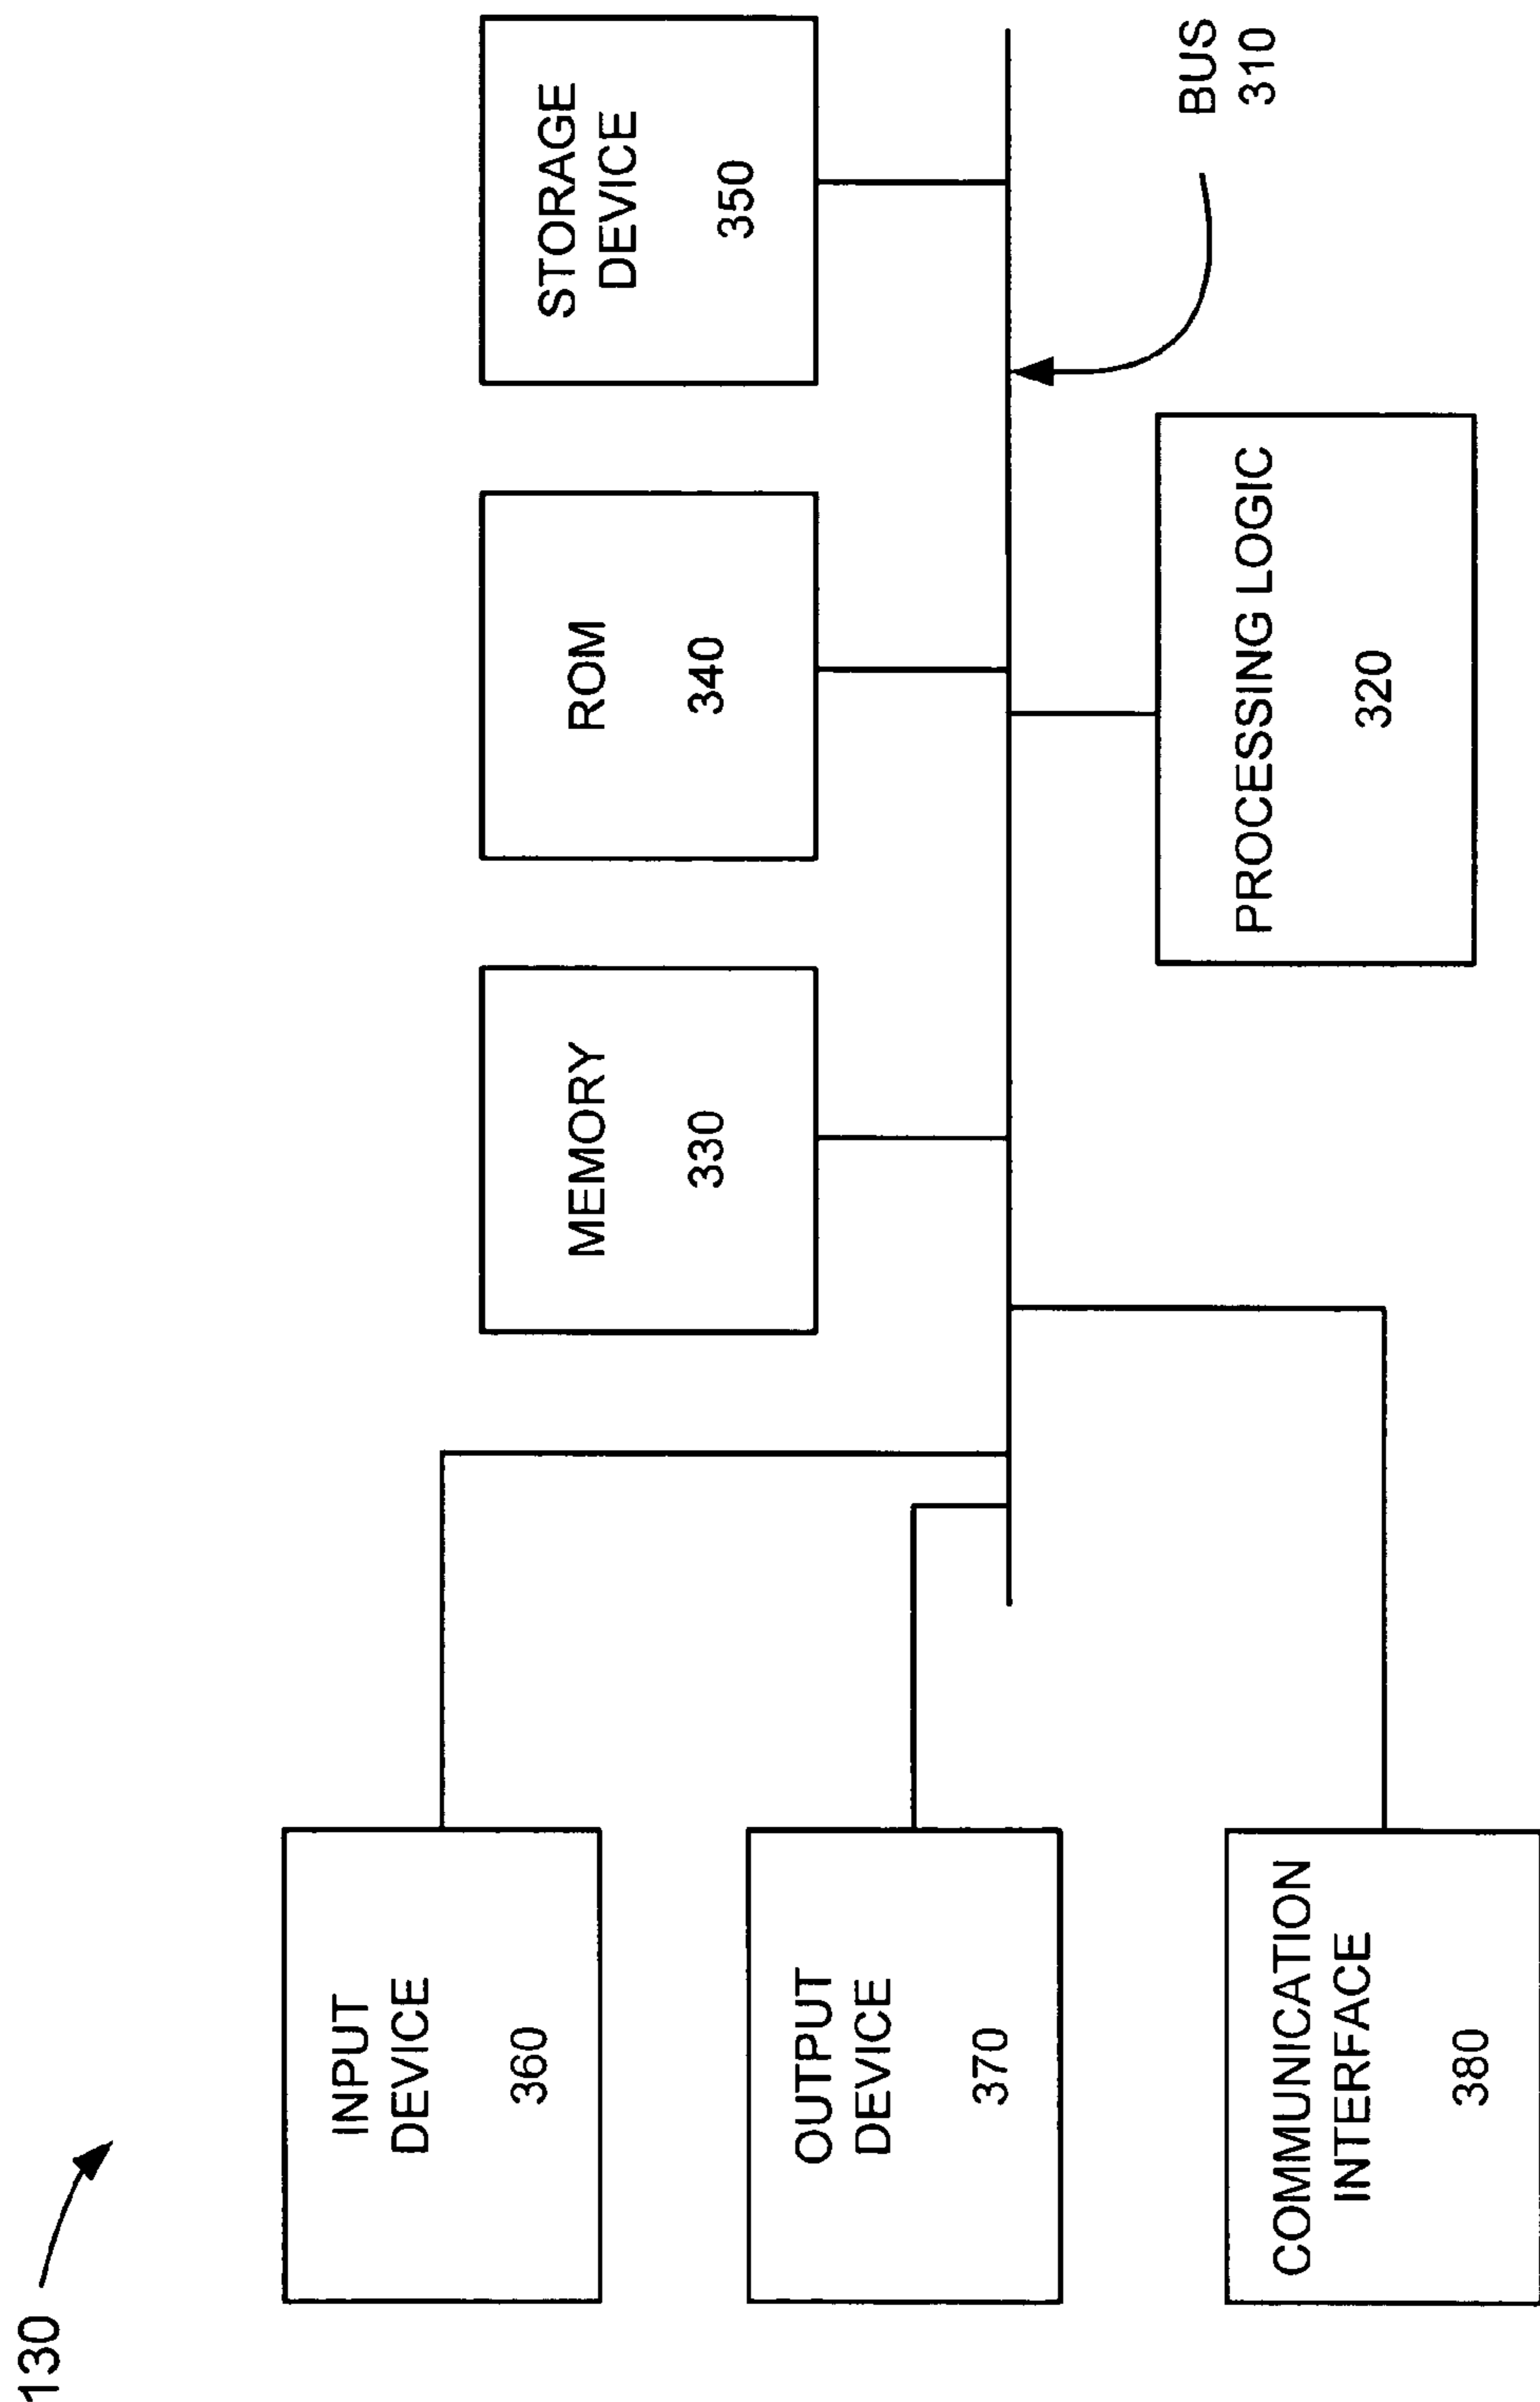 130
INPUT
DEVICE
360
OUTPUT
DEVICE
370
COMMUNICATION
INTERFACE
380
MEMORY
330
ROM
340
STORAGE
DEVICE
350
PROCESSING LOGIC
320
BUS
310